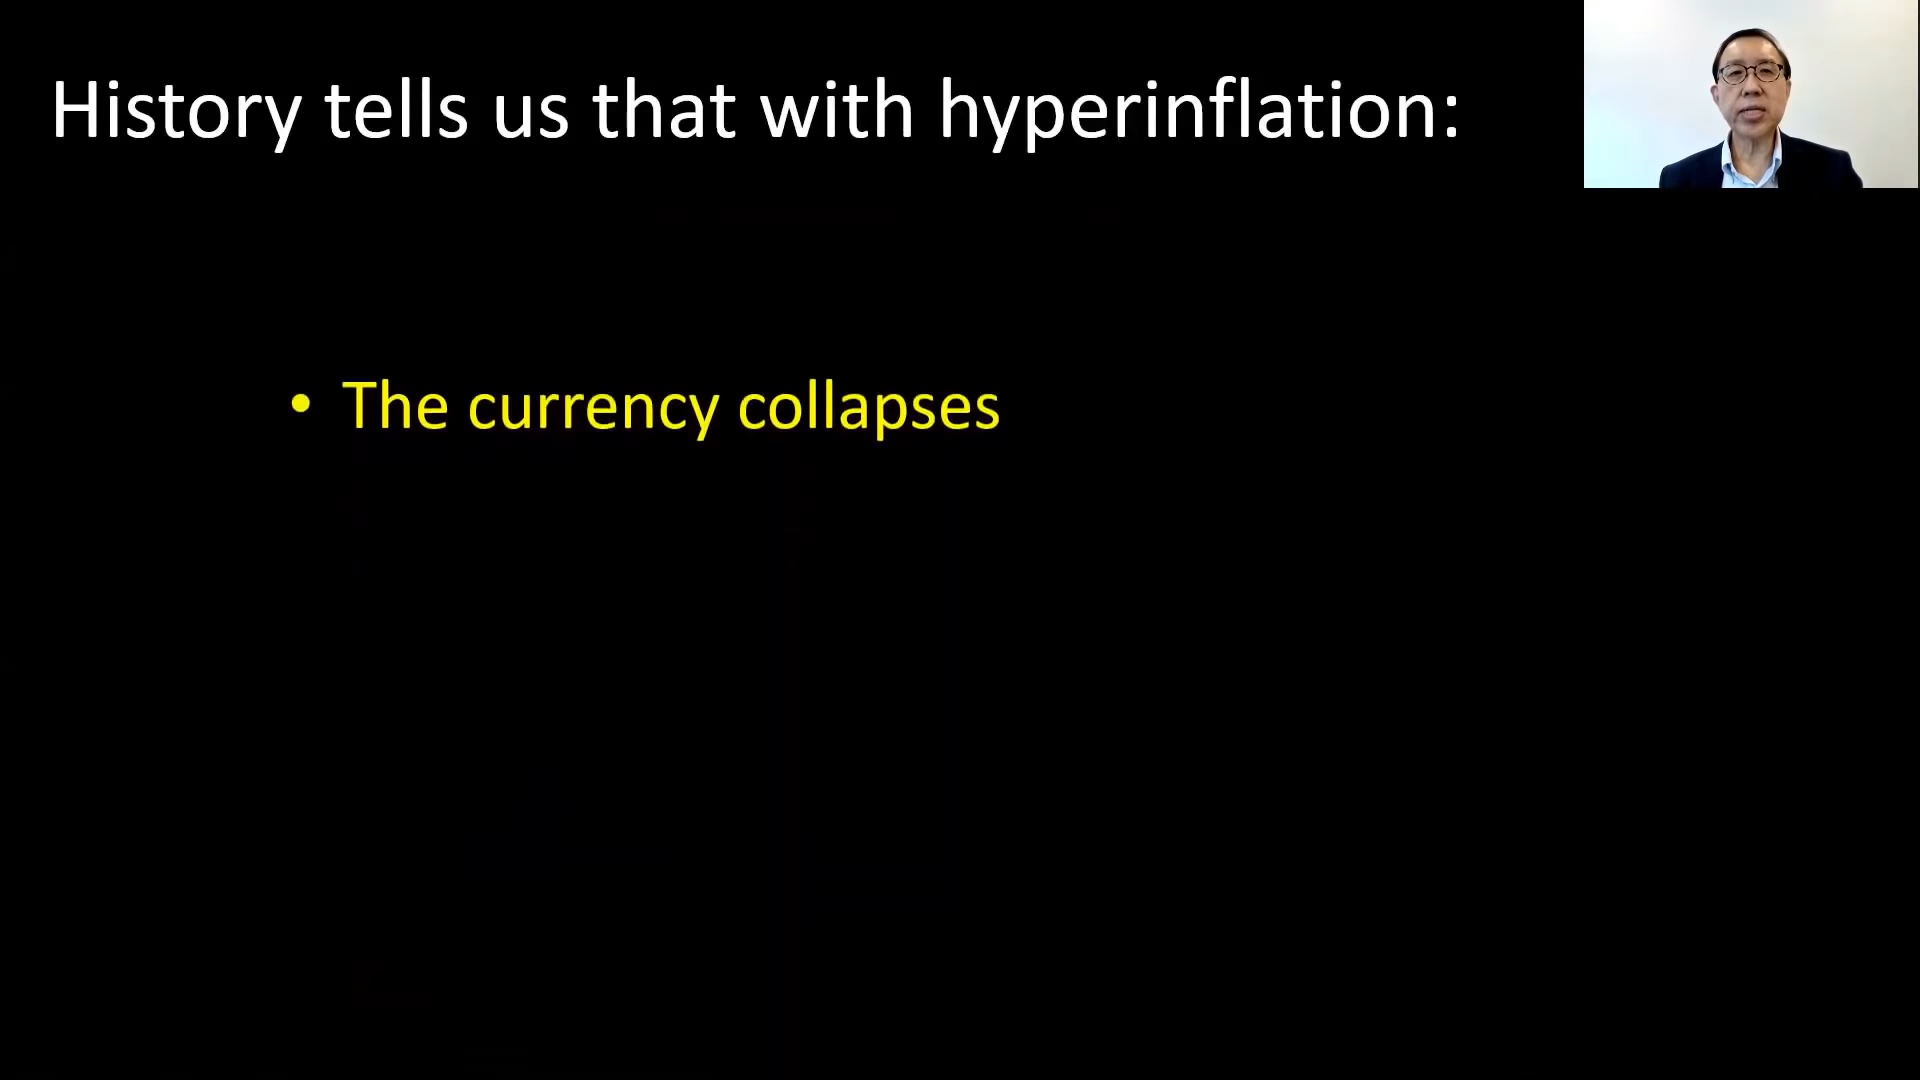 History tells us that with hyperinflation:
• The currency collapses